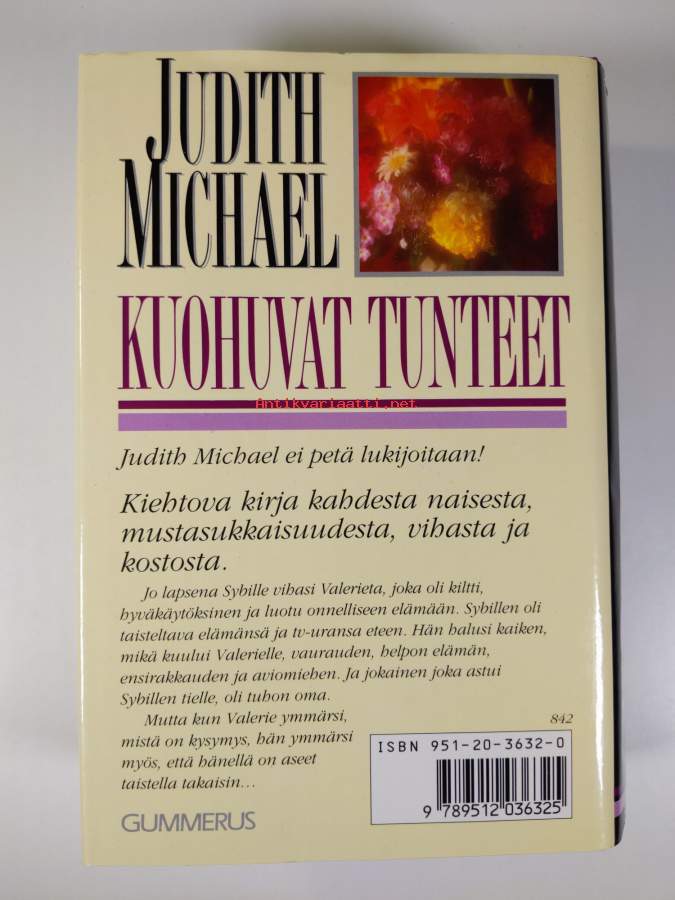 JUDITH
MICHAEL
KUOHUVAT TUNTEET
Antikvariaatti.net
Judith Michael ei petä lukijoitaan!
Kiehtova kirja kahdesta naisesta,
mustasukkaisuudesta, vihasta ja
kostosta.
Jo lapsena Sybille vihasi Valerieta, joka oli kiltti,
hyväkäytöksinen ja luotu onnelliseen elämään. Sybillen oli
taisteltava elämänsä ja tv-uransa eteen. Hän halusi kaiken,
mikä kuului Valerielle, vaurauden, helpon elämän,
ensirakkauden ja aviomiehen. Ja jokainen joka astui
Sybillen tielle, oli tuhon oma.
Mutta kun Valerie ymmärsi,
mistä on kysymys, hän ymmärsi
myös, että hänellä on aseet
taistella takaisin...
842
ISBN 951-20-3632-0
9 789512 036325
GUMMERUS